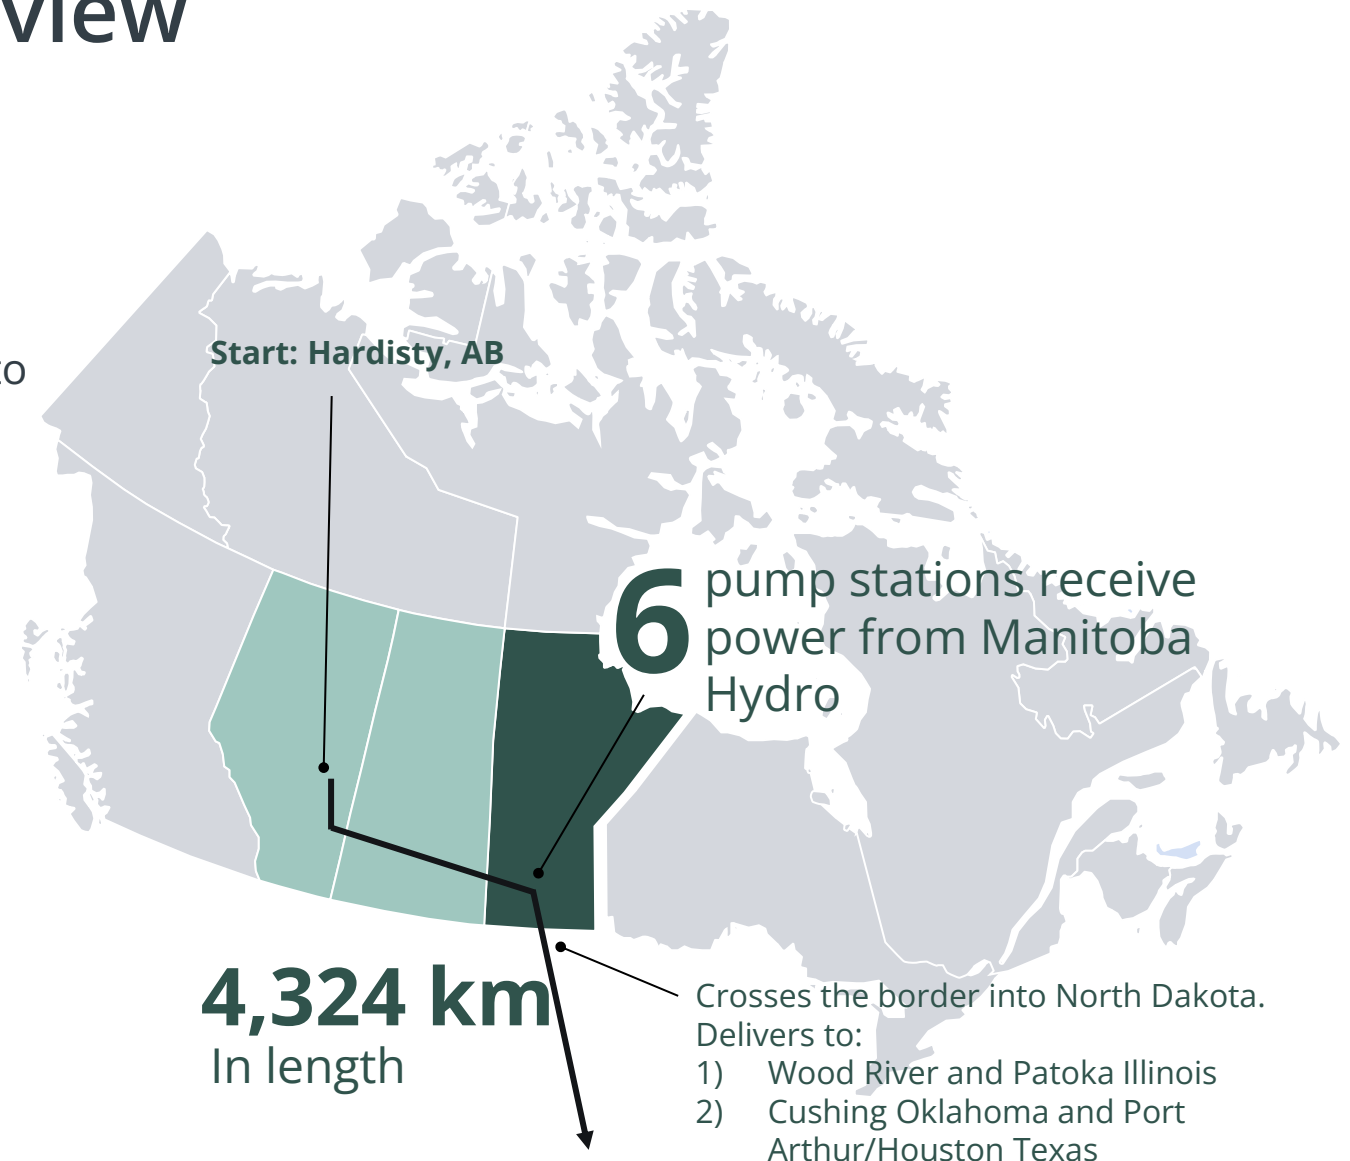 view
to
Start: Hardisty, AB
6
pump stations receive
power from Manitoba
Hydro
4,324 km
In length
Crosses the border into North Dakota.
Delivers to:
1) Wood River and Patoka Illinois
2) Cushing Oklahoma and Port
Arthur/Houston Texas